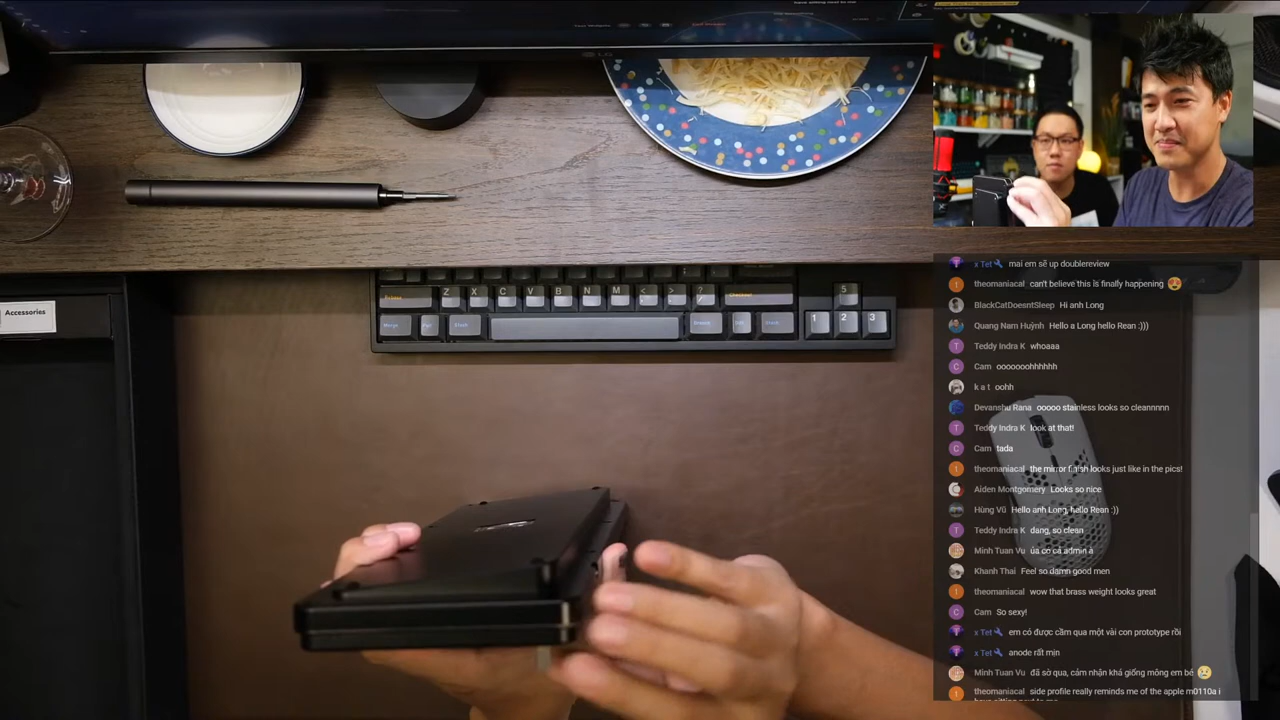 LG
Accessories
Z X C V B N M < > ?
5
1 2 3
x Tet mai em sẽ up doublereview
theomaniacal can't believe this is finally happening 😍
BlackCatDoesntSleep Hi anh Long
Quang Nam Huỳnh Hello a Long hello Rean :)))
Teddy Indra K whoaaa
Cam oooooohhhhhh
k a t oohh
Devanshu Rana ooooo stainless looks so cleannnnn
Teddy Indra K look at that!
Cam tada
theomaniacal the mirror finish looks just like in the pics!
Aiden Montgomery Looks so nice
Hùng Vũ Hello anh Long, hello Rean :))
Teddy Indra K dang, so clean
Minh Tuan Vu úa có cả admin à
Khanh Thai Feel so damn good men
theomaniacal wow that brass weight looks great
Cam So sexy!
x Tet em có được cầm qua một vài con prototype rồi
x Tet anode rất mịn
Minh Tuan Vu đã sờ qua, cảm nhận khá giống mông em bé 😢
theomaniacal side profile really reminds me of the apple m0110a i